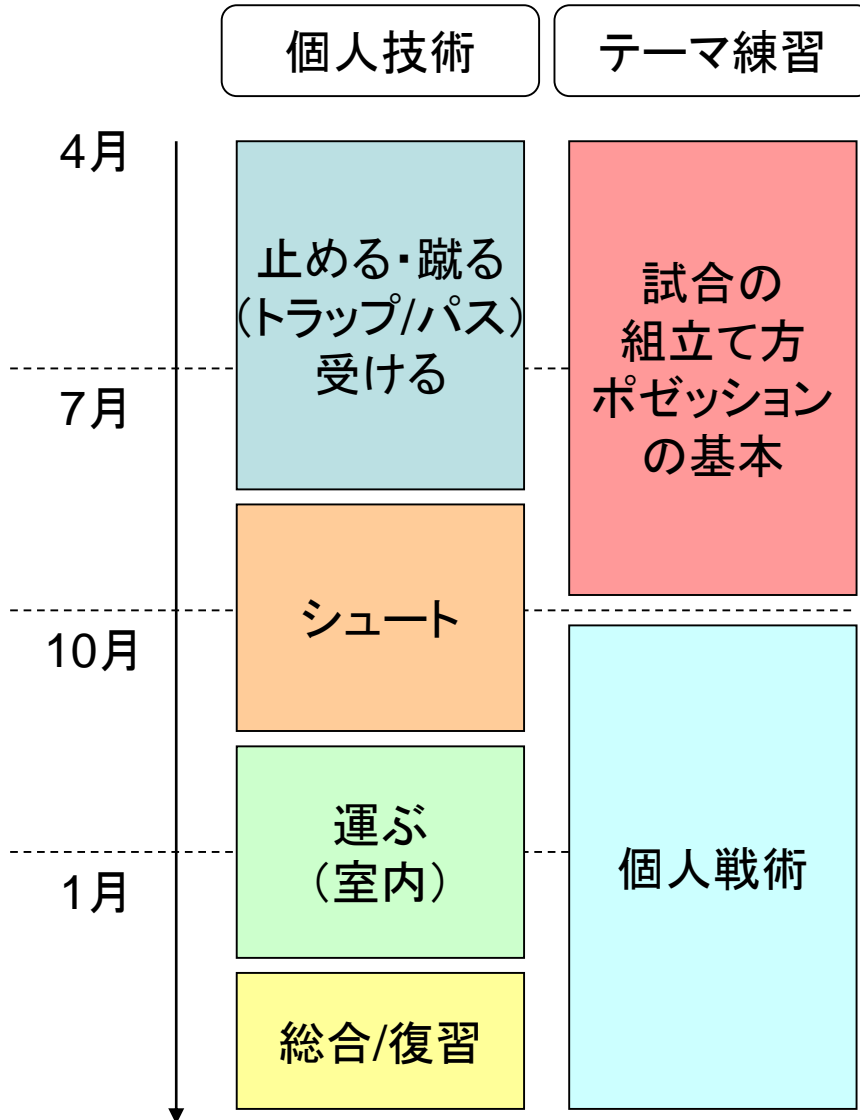 個人技術
テーマ練習
4月
7月
10月
1月
止める・蹴る
(トラップ/パス)
受ける
シュート
運ぶ
(室内)
総合/復習
試合の
組立て方
ポゼッション
の基本
個人戦術